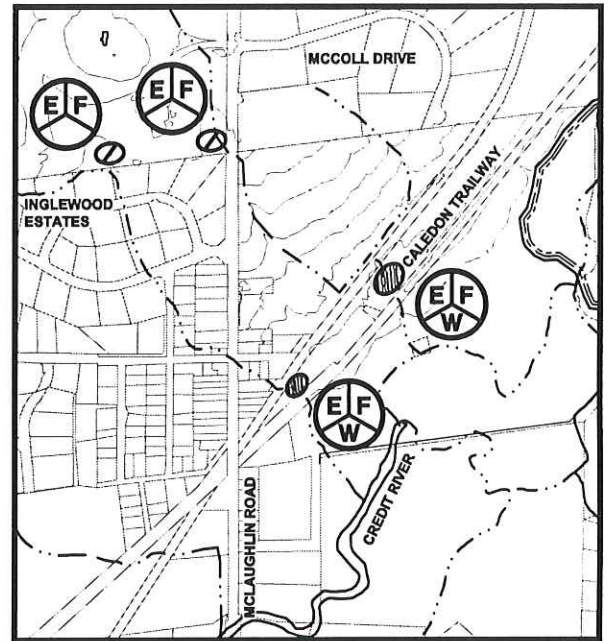 MCCOLL DRIVE
E F
E F
INGLEWOOD
ESTATES
CALEDON TRAILWAY
E F
W
E F
W
MCLAUGHLIN ROAD
CREDIT RIVER